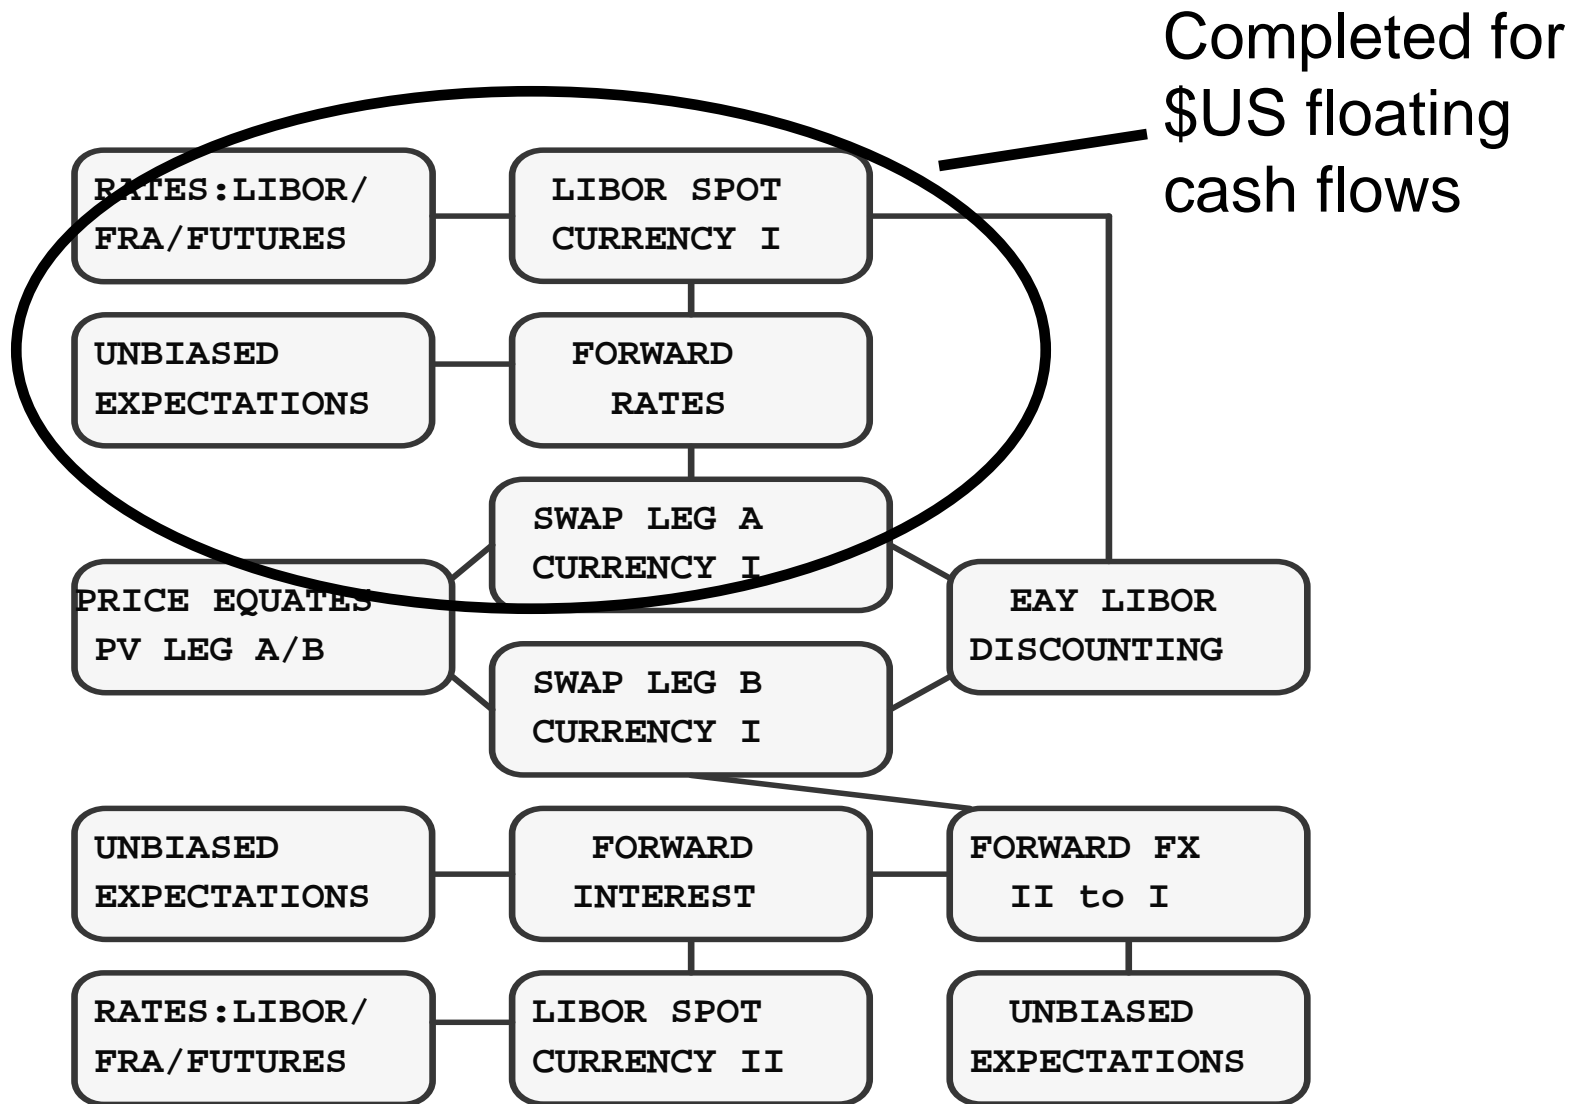 Completed for
$US floating
cash flows
RATES:LIBOR/
FRA/FUTURES
LIBOR SPOT
CURRENCY I
UNBIASED
EXPECTATIONS
FORWARD
RATES
SWAP LEG A
CURRENCY I
PRICE EQUATES
PV LEG A/B
EAY LIBOR
DISCOUNTING
SWAP LEG B
CURRENCY I
UNBIASED
EXPECTATIONS
FORWARD
INTEREST
FORWARD FX
II to I
RATES:LIBOR/
FRA/FUTURES
LIBOR SPOT
CURRENCY II
UNBIASED
EXPECTATIONS